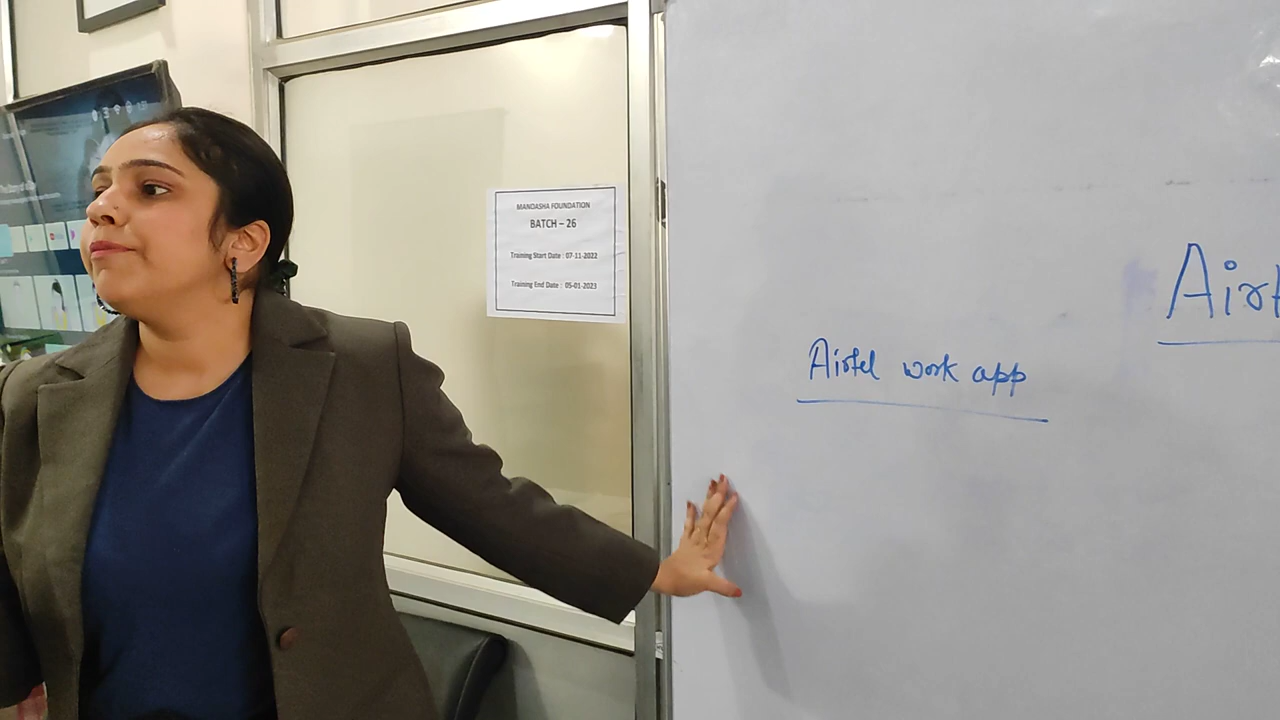 MANDASHA FOUNDATION
BATCH – 26
Training Start Date : 07-11-2022
Training End Date : 05-01-2023
Airtel work app
Airt